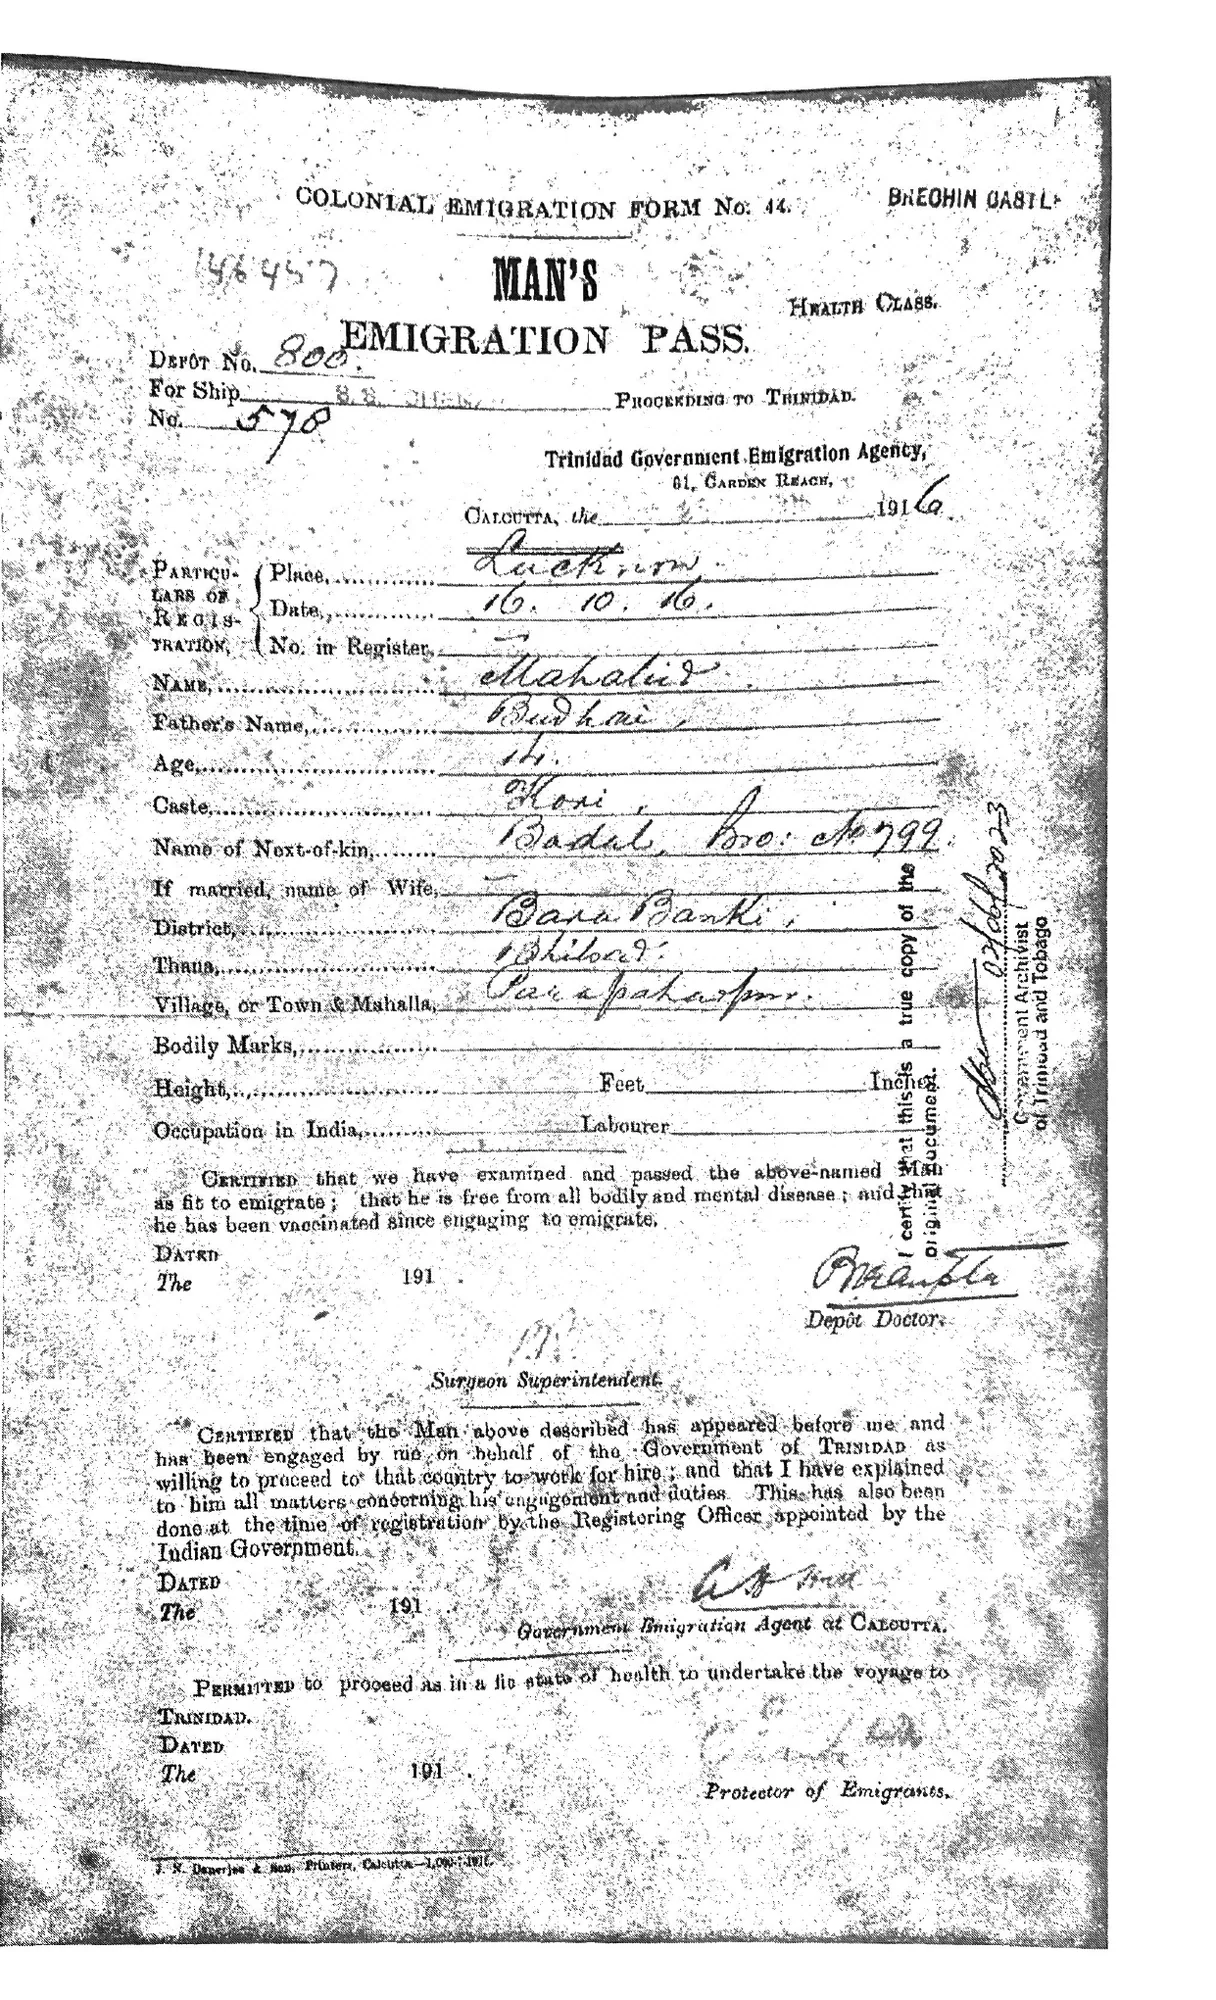 COLONIAL EMIGRATION FORM No. 44.
BRECHIN CASTLE
146457
MAN'S
HEALTH CLASS.
EMIGRATION PASS.
DEPÔT No. 800.
For Ship S.S. PROCEEDING TO TRINIDAD.
No. 578
Trinidad Government Emigration Agency,
61, GARDEN REACH,
CALCUTTA, the 1916
PARTICULARS OF REGISTRATION,
Place, Lucknow.
Date, 16. 10. 16.
No. in Register, —
NAME, Mahabir
Father's Name, Budhai,
Age, 14.
Caste, Kori,
Name of Next-of-kin, Badal, Bro: No 799.
If married, name of Wife, —
District, Bara Banki,
Thana,
Village, or Town & Mahalla,
Bodily Marks,
Height, Feet Inches.
Occupation in India, Labourer
CERTIFIED that we have examined and passed the above-named Man
as fit to emigrate; that he is free from all bodily and mental disease; and that
he has been vaccinated since engaging to emigrate.
DATED
The 191 .
Depôt Doctor.
Surgeon Superintendent.
CERTIFIED that the Man above described has appeared before me and
has been engaged by me on behalf of the Government of TRINIDAD as
willing to proceed to that country to work for hire; and that I have explained
to him all matters concerning his engagement and duties. This has also been
done at the time of registration by the Registering Officer appointed by the
Indian Government.
DATED
The 191
Government Emigration Agent at CALCUTTA.
PERMITTED to proceed as in a fit state of health to undertake the voyage to
TRINIDAD.
DATED
The 191 .
Protector of Emigrants.
J. N. Banerjee & Son, Printers, Calcutta
I certify that this is a true copy of the
original document.
Government Archivist
of Trinidad and Tobago